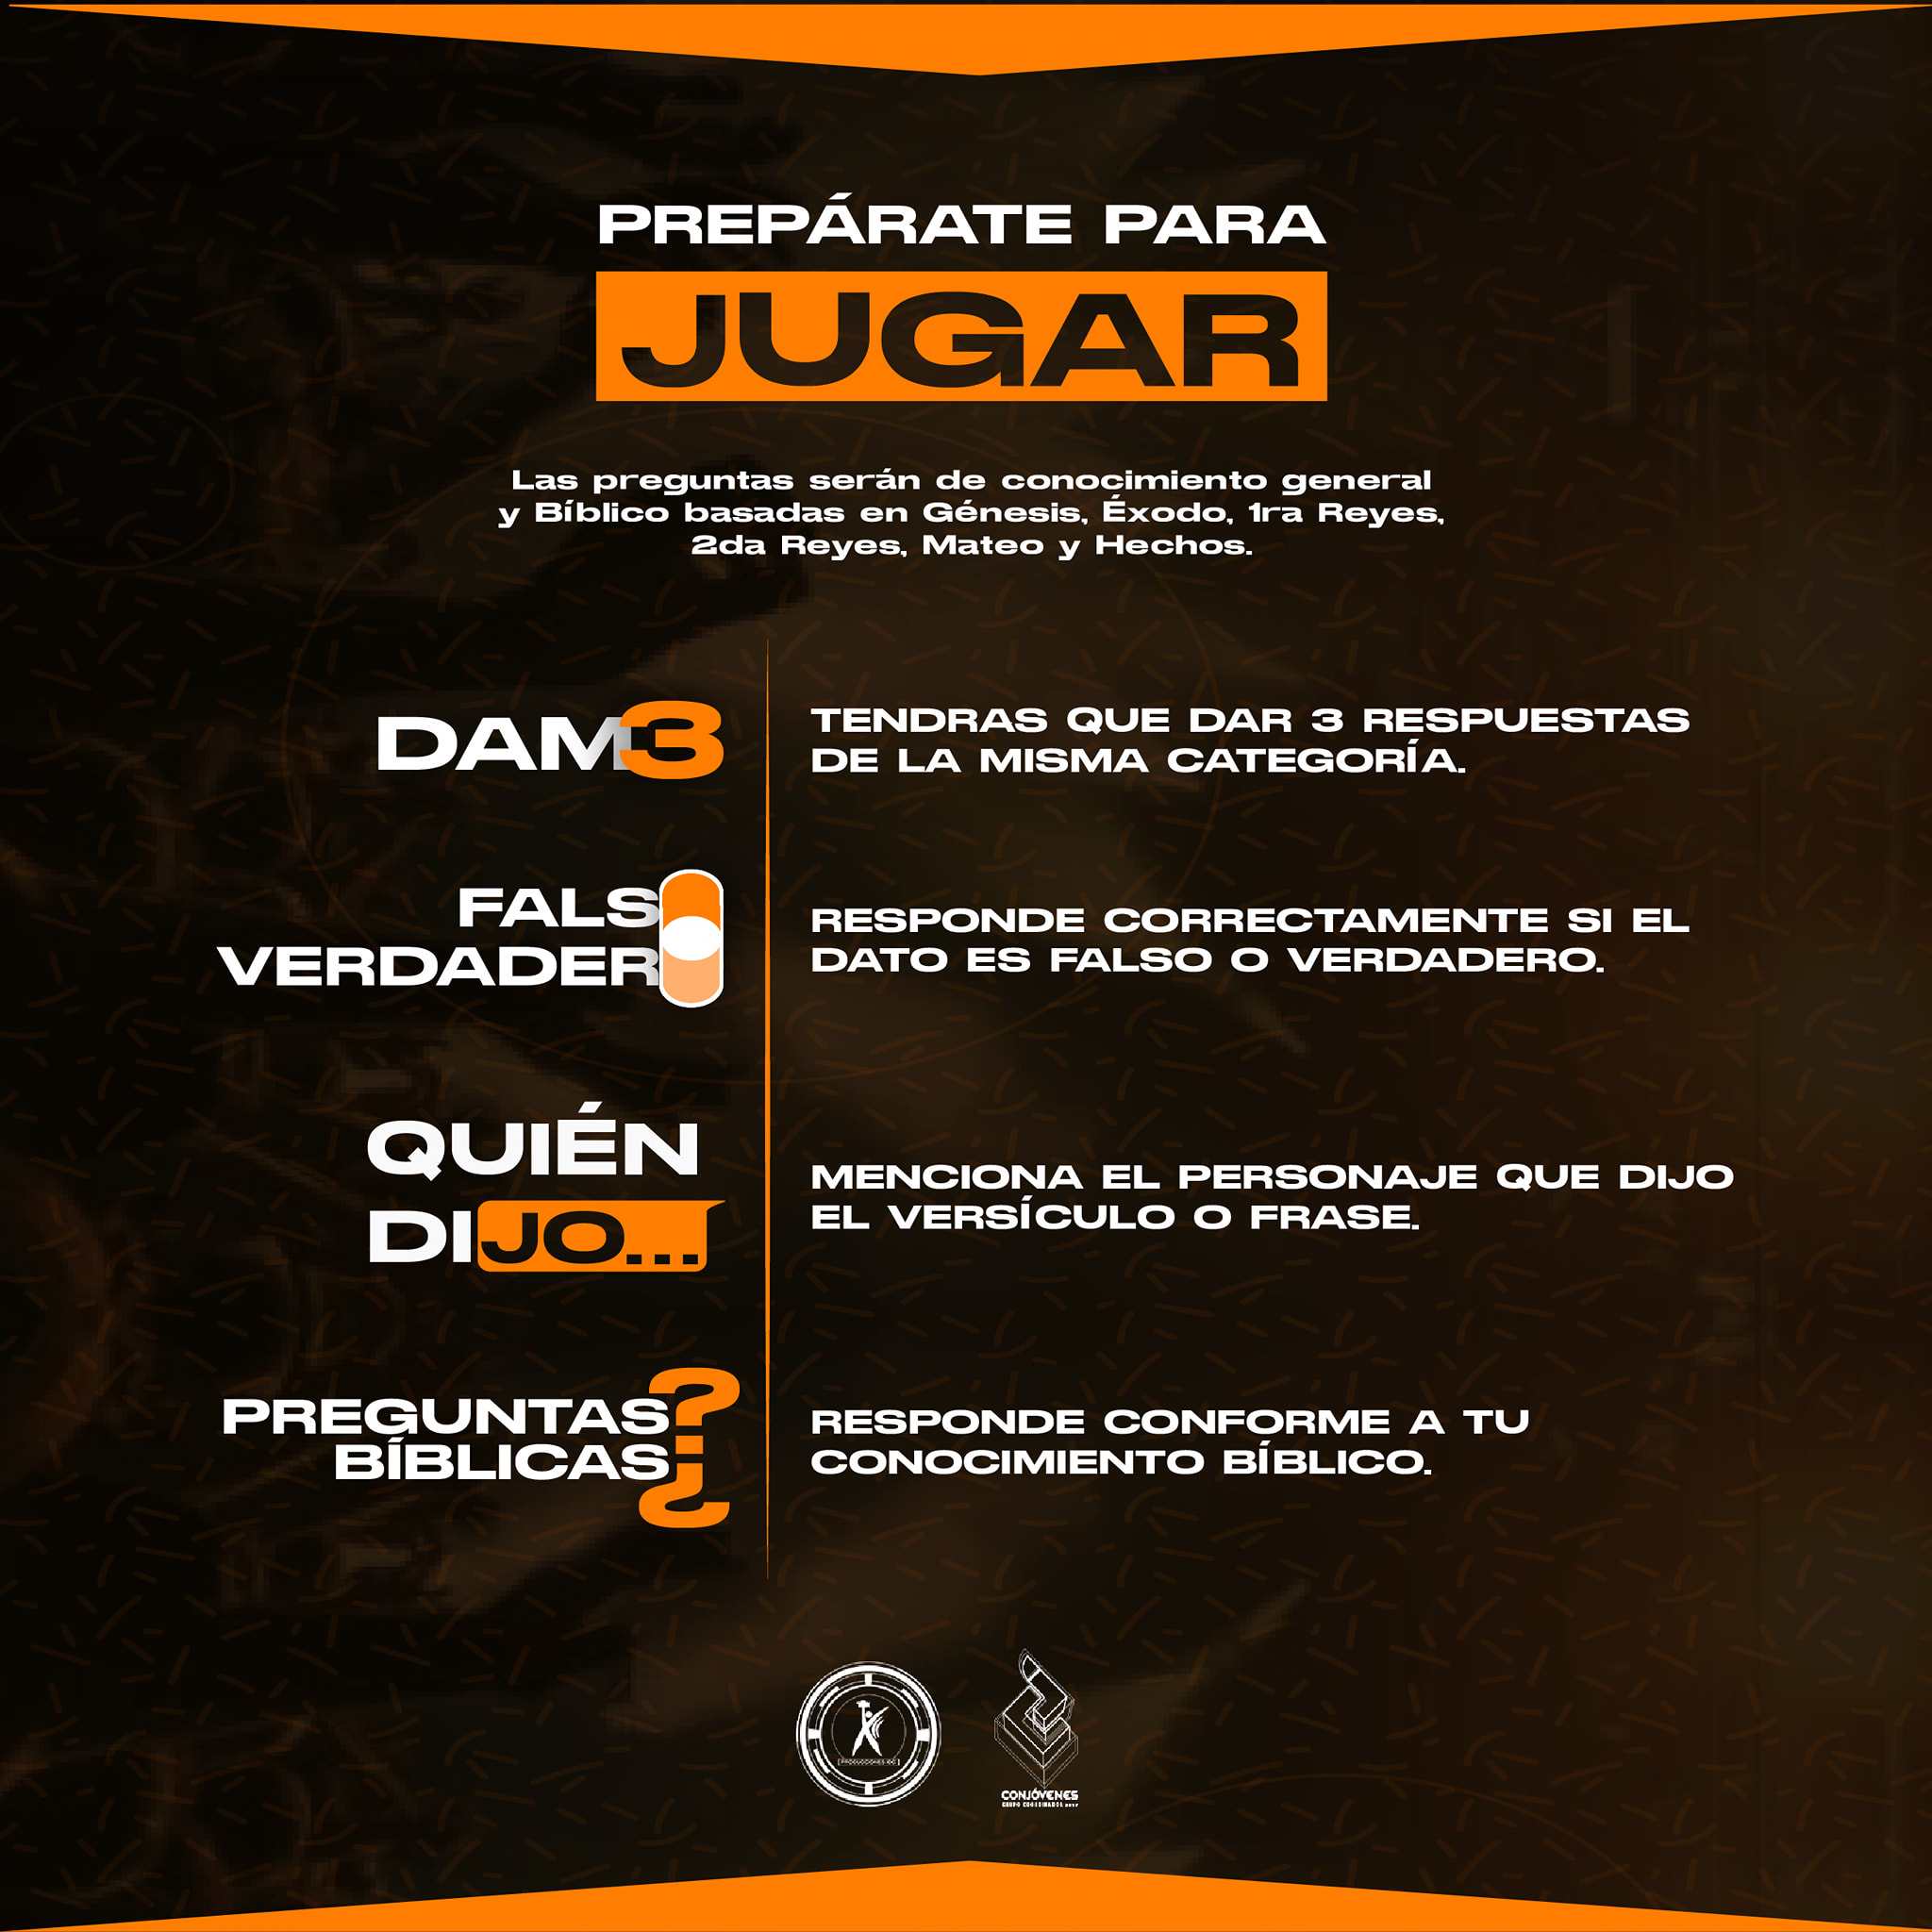 PREPÁRATE PARA
JUGAR
Las preguntas serán de conocimiento general
y Bíblico basadas en Génesis, Éxodo, 1ra Reyes,
2da Reyes, Mateo y Hechos.
DAM3
TENDRAS QUE DAR 3 RESPUESTAS
DE LA MISMA CATEGORÍA.
FALS
VERDADER
RESPONDE CORRECTAMENTE SI EL
DATO ES FALSO O VERDADERO.
QUIÉN
DIJO...
MENCIONA EL PERSONAJE QUE DIJO
EL VERSÍCULO O FRASE.
PREGUNTAS
BÍBLICAS
?
¿
RESPONDE CONFORME A TU
CONOCIMIENTO BÍBLICO.
CONJÓVENES